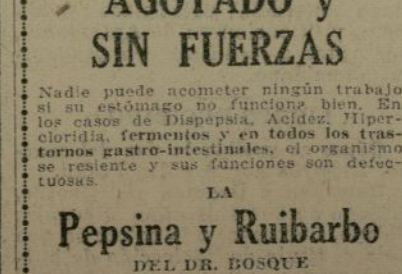 AGOTADO y
SIN FUERZAS
Nadie puede acometer ningún trabajo
si su estómago no funciona bien. En
los casos de Dispepsia, Acidéz, Hiper-
cloridia, fermentos y en todos los tras-
tornos gastro-intestinales, el organismo
se resiente y sus funciones son defec-
tuosas.
LA
Pepsina y Ruibarbo
DEL DR. BOSQUE